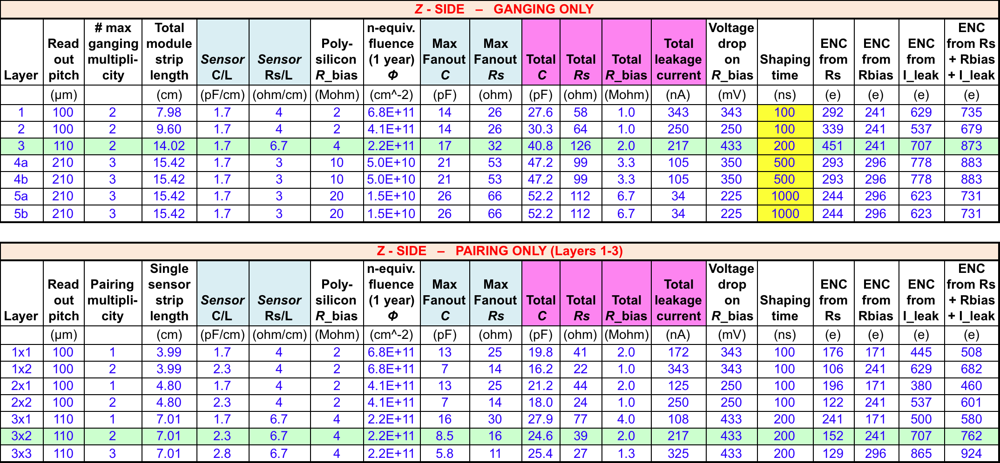 Z - SIDE – GANGING ONLY
Layer | Read out pitch | # max ganging multipli-city | Total module strip length | Sensor C/L | Sensor Rs/L | Poly-silicon R_bias | n-equiv. fluence (1 year) Φ | Max Fanout C | Max Fanout Rs | Total C | Total Rs | Total R_bias | Total leakage current | Voltage drop on R_bias | Shaping time | ENC from Rs | ENC from Rbias | ENC from I_leak | ENC from Rs + Rbias + I_leak
(µm) | (cm) | (pF/cm) | (ohm/cm) | (Mohm) | (cm^-2) | (pF) | (ohm) | (pF) | (ohm) | (Mohm) | (nA) | (mV) | (ns) | (e) | (e) | (e) | (e)
1 | 100 | 2 | 7.98 | 1.7 | 4 | 2 | 6.8E+11 | 14 | 26 | 27.6 | 58 | 1.0 | 343 | 343 | 100 | 292 | 241 | 629 | 735
2 | 100 | 2 | 9.60 | 1.7 | 4 | 2 | 4.1E+11 | 14 | 26 | 30.3 | 64 | 1.0 | 250 | 250 | 100 | 339 | 241 | 537 | 679
3 | 110 | 2 | 14.02 | 1.7 | 6.7 | 4 | 2.2E+11 | 17 | 32 | 40.8 | 126 | 2.0 | 217 | 433 | 200 | 451 | 241 | 707 | 873
4a | 210 | 3 | 15.42 | 1.7 | 3 | 10 | 5.0E+10 | 21 | 53 | 47.2 | 99 | 3.3 | 105 | 350 | 500 | 293 | 296 | 778 | 883
4b | 210 | 3 | 15.42 | 1.7 | 3 | 10 | 5.0E+10 | 21 | 53 | 47.2 | 99 | 3.3 | 105 | 350 | 500 | 293 | 296 | 778 | 883
5a | 210 | 3 | 15.42 | 1.7 | 3 | 20 | 1.5E+10 | 26 | 66 | 52.2 | 112 | 6.7 | 34 | 225 | 1000 | 244 | 296 | 623 | 731
5b | 210 | 3 | 15.42 | 1.7 | 3 | 20 | 1.5E+10 | 26 | 66 | 52.2 | 112 | 6.7 | 34 | 225 | 1000 | 244 | 296 | 623 | 731
Z - SIDE – PAIRING ONLY (Layers 1-3)
Layer | Read out pitch | Pairing multipli-city | Single sensor strip length | Sensor C/L | Sensor Rs/L | Poly-silicon R_bias | n-equiv. fluence (1 year) Φ | Max Fanout C | Max Fanout Rs | Total C | Total Rs | Total R_bias | Total leakage current | Voltage drop on R_bias | Shaping time | ENC from Rs | ENC from Rbias | ENC from I_leak | ENC from Rs + Rbias + I_leak
(µm) | (cm) | (pF/cm) | (ohm/cm) | (Mohm) | (cm^-2) | (pF) | (ohm) | (pF) | (ohm) | (Mohm) | (nA) | (mV) | (ns) | (e) | (e) | (e) | (e)
1x1 | 100 | 1 | 3.99 | 1.7 | 4 | 2 | 6.8E+11 | 13 | 25 | 19.8 | 41 | 2.0 | 172 | 343 | 100 | 176 | 171 | 445 | 508
1x2 | 100 | 2 | 3.99 | 2.3 | 4 | 2 | 6.8E+11 | 7 | 14 | 16.2 | 22 | 1.0 | 343 | 343 | 100 | 106 | 241 | 629 | 682
2x1 | 100 | 1 | 4.80 | 1.7 | 4 | 2 | 4.1E+11 | 13 | 25 | 21.2 | 44 | 2.0 | 125 | 250 | 100 | 196 | 171 | 380 | 460
2x2 | 100 | 2 | 4.80 | 2.3 | 4 | 2 | 4.1E+11 | 7 | 14 | 18.0 | 24 | 1.0 | 250 | 250 | 100 | 122 | 241 | 537 | 601
3x1 | 110 | 1 | 7.01 | 1.7 | 6.7 | 4 | 2.2E+11 | 16 | 30 | 27.9 | 77 | 4.0 | 108 | 433 | 200 | 241 | 171 | 500 | 580
3x2 | 110 | 2 | 7.01 | 2.3 | 6.7 | 4 | 2.2E+11 | 8.5 | 16 | 24.6 | 39 | 2.0 | 217 | 433 | 200 | 152 | 241 | 707 | 762
3x3 | 110 | 3 | 7.01 | 2.8 | 6.7 | 4 | 2.2E+11 | 5.8 | 11 | 25.4 | 27 | 1.3 | 325 | 433 | 200 | 129 | 296 | 865 | 924